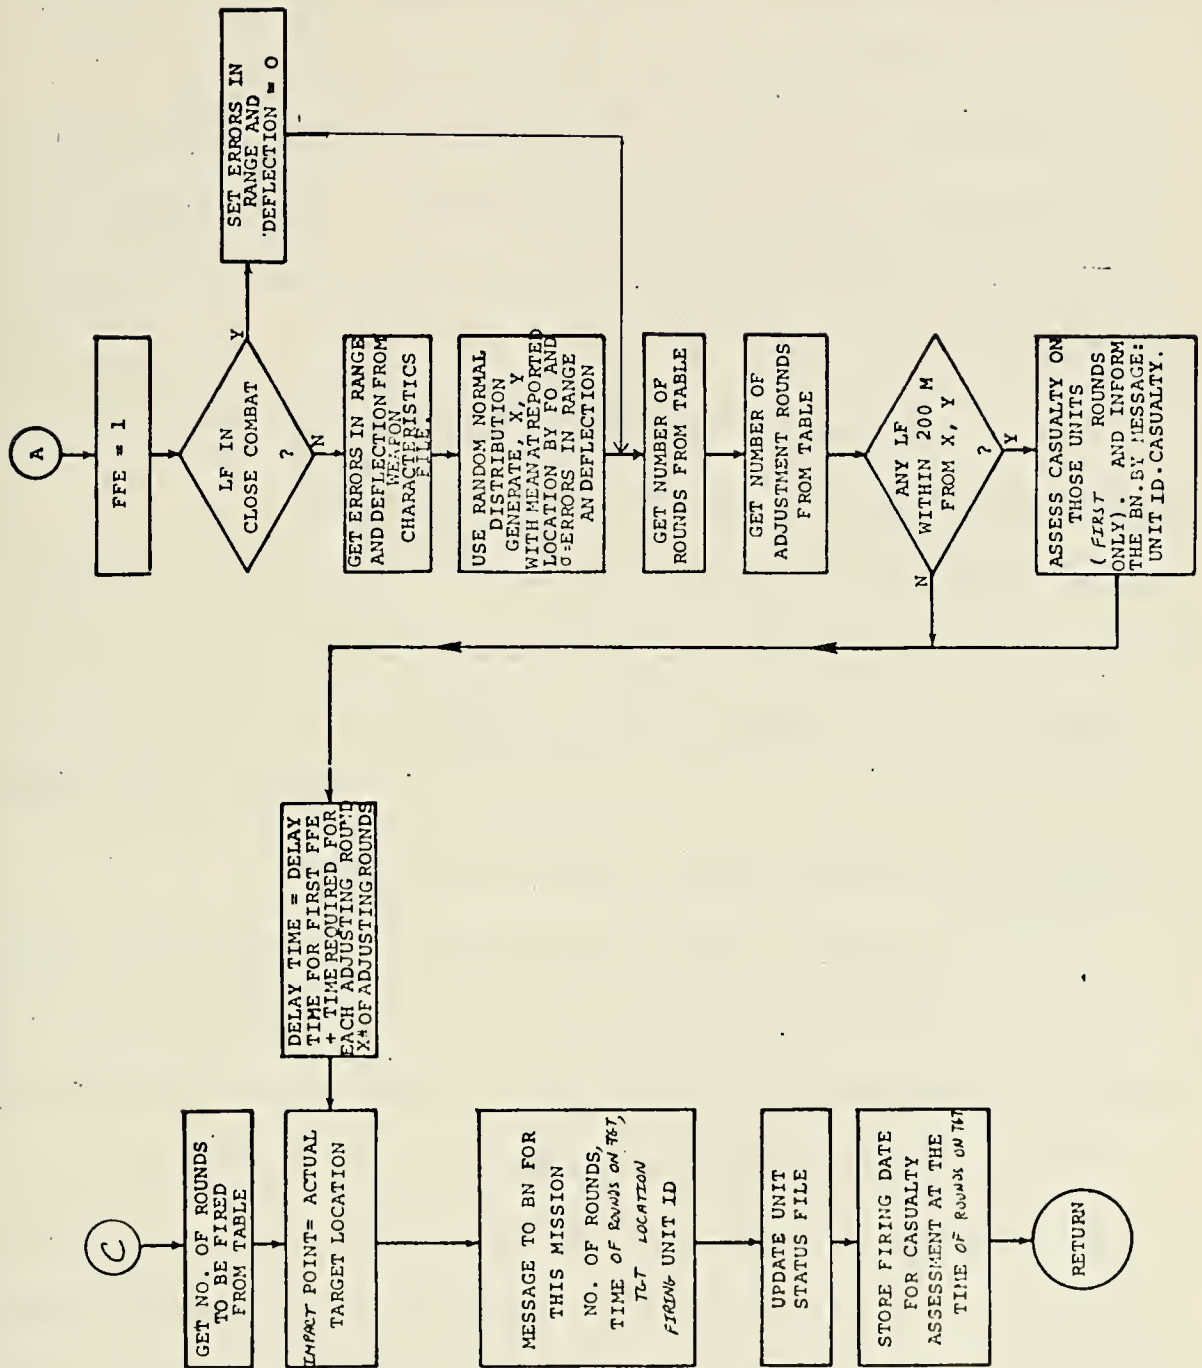 A
FFE = 1
LF IN
CLOSE COMBAT
?
Y
N
SET ERRORS IN
RANGE AND
DEFLECTION = 0
GET ERRORS IN RANGE
AND DEFLECTION FROM
WEAPON
CHARACTERISTICS
FILE.
USE RANDOM NORMAL
DISTRIBUTION
GENERATE, X, Y
WITH MEAN AT REPORTED
LOCATION BY FO AND
σ=ERRORS IN RANGE
AN DEFLECTION
GET NUMBER OF
ROUNDS FROM TABLE
GET NUMBER OF
ADJUSTMENT ROUNDS
FROM TABLE
ANY LF
WITHIN 200 M
FROM X, Y
?
N
Y
ASSESS CASUALTY ON
THOSE UNITS
(FIRST ROUNDS
ONLY). AND INFORM
THE BN. BY MESSAGE:
UNIT ID. CASUALTY.
DELAY TIME = DELAY
TIME FOR FIRST FFE
+ TIME REQUIRED FOR
EACH ADJUSTING ROUND
X# OF ADJUSTING ROUNDS
C
GET NO. OF ROUNDS
TO BE FIRED
FROM TABLE
IMPACT POINT= ACTUAL
TARGET LOCATION
MESSAGE TO BN FOR
THIS MISSION
NO. OF ROUNDS,
TIME OF ROUNDS ON TGT,
TGT LOCATION
FIRING UNIT ID
UPDATE UNIT
STATUS FILE
STORE FIRING DATE
FOR CASUALTY
ASSESSMENT AT THE
TIME OF ROUNDS ON TGT
RETURN